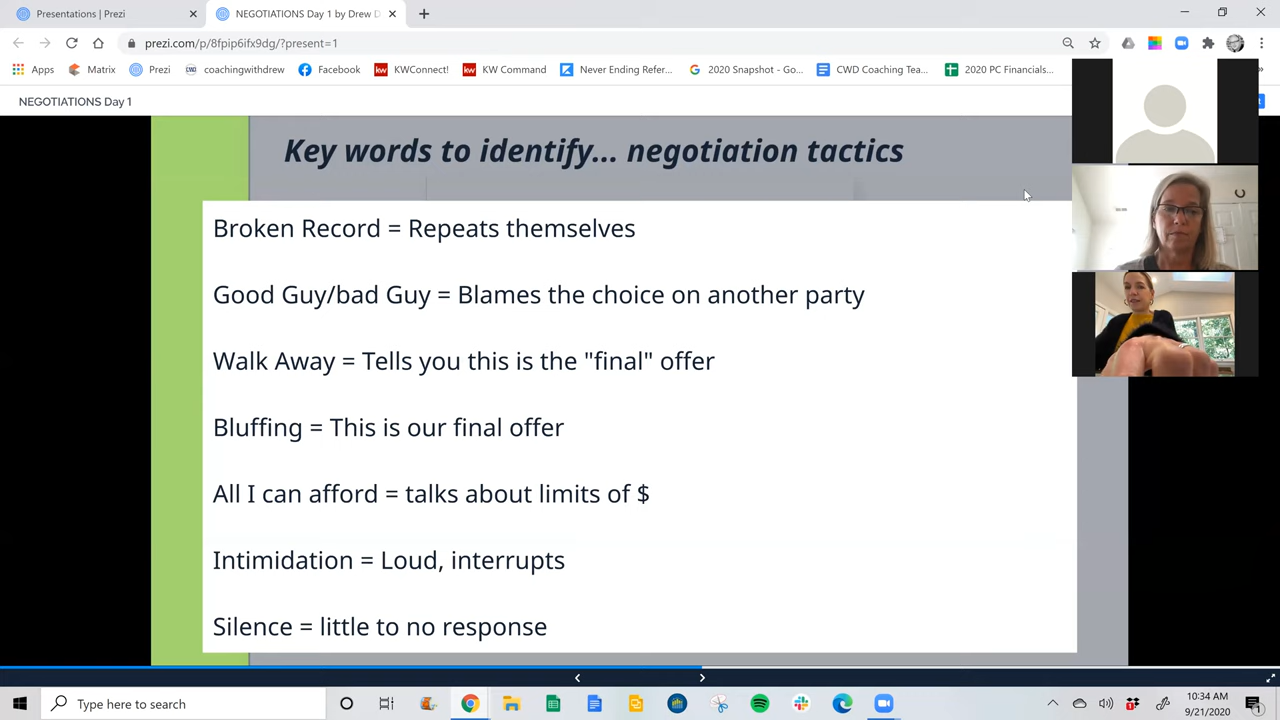 Presentations | Prezi
NEGOTIATIONS Day 1 by Drew D
prezi.com/p/8fpip6ifx9dg/?present=1
Apps
Matrix
Prezi
coachingwithdrew
Facebook
KWConnect!
KW Command
Never Ending Refer...
2020 Snapshot - Go...
CWD Coaching Tea...
2020 PC Financials...
NEGOTIATIONS Day 1
Key words to identify... negotiation tactics
Broken Record = Repeats themselves
Good Guy/bad Guy = Blames the choice on another party
Walk Away = Tells you this is the "final" offer
Bluffing = This is our final offer
All I can afford = talks about limits of $
Intimidation = Loud, interrupts
Silence = little to no response
Type here to search
10:34 AM
9/21/2020